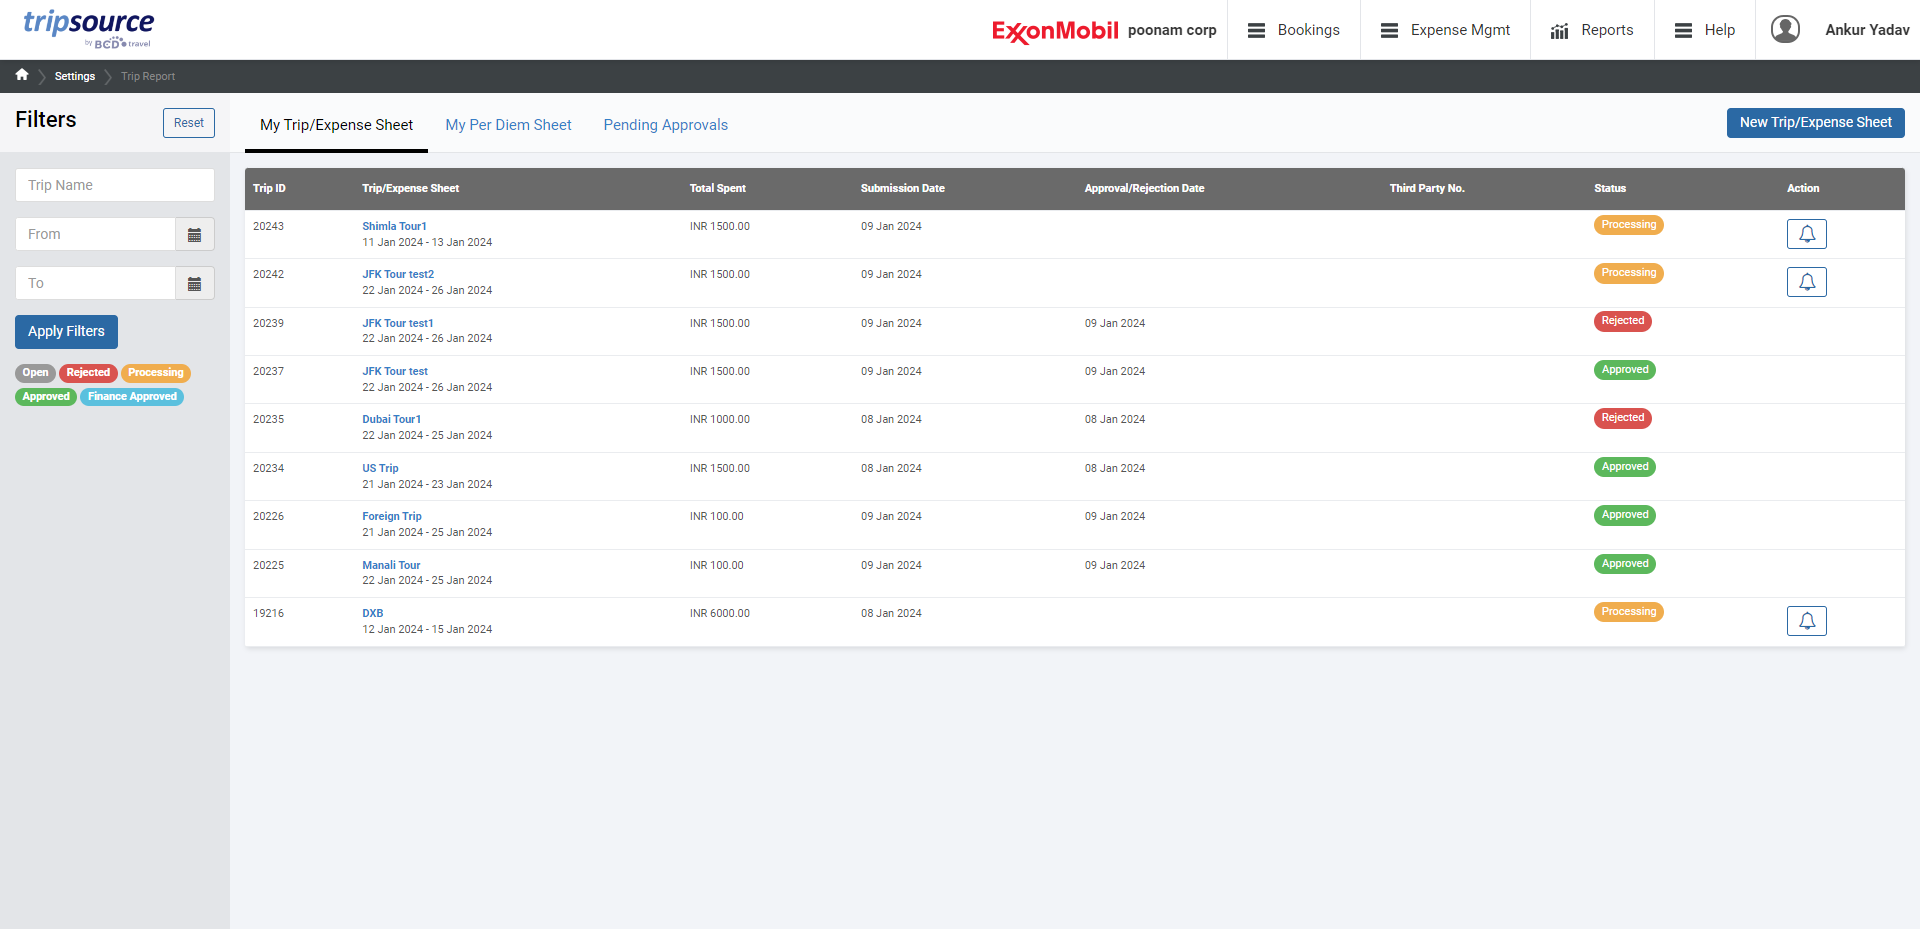 tripsource
by BCD travel
ExxonMobil poonam corp Bookings Expense Mgmt Reports Help Ankur Yadav
Settings Trip Report
Filters Reset
My Trip/Expense Sheet My Per Diem Sheet Pending Approvals New Trip/Expense Sheet
Trip Name
From
To
Apply Filters
Open Rejected Processing
Approved Finance Approved
Trip ID Trip/Expense Sheet Total Spent Submission Date Approval/Rejection Date Third Party No. Status Action
20243 Shimla Tour1 INR 1500.00 09 Jan 2024 Processing
11 Jan 2024 - 13 Jan 2024
20242 JFK Tour test2 INR 1500.00 09 Jan 2024 Processing
22 Jan 2024 - 26 Jan 2024
20239 JFK Tour test1 INR 1500.00 09 Jan 2024 09 Jan 2024 Rejected
22 Jan 2024 - 26 Jan 2024
20237 JFK Tour test INR 1500.00 09 Jan 2024 09 Jan 2024 Approved
22 Jan 2024 - 26 Jan 2024
20235 Dubai Tour1 INR 1000.00 08 Jan 2024 08 Jan 2024 Rejected
22 Jan 2024 - 25 Jan 2024
20234 US Trip INR 1500.00 08 Jan 2024 08 Jan 2024 Approved
21 Jan 2024 - 23 Jan 2024
20226 Foreign Trip INR 100.00 09 Jan 2024 09 Jan 2024 Approved
21 Jan 2024 - 25 Jan 2024
20225 Manali Tour INR 100.00 09 Jan 2024 09 Jan 2024 Approved
22 Jan 2024 - 25 Jan 2024
19216 DXB INR 6000.00 08 Jan 2024 Processing
12 Jan 2024 - 15 Jan 2024